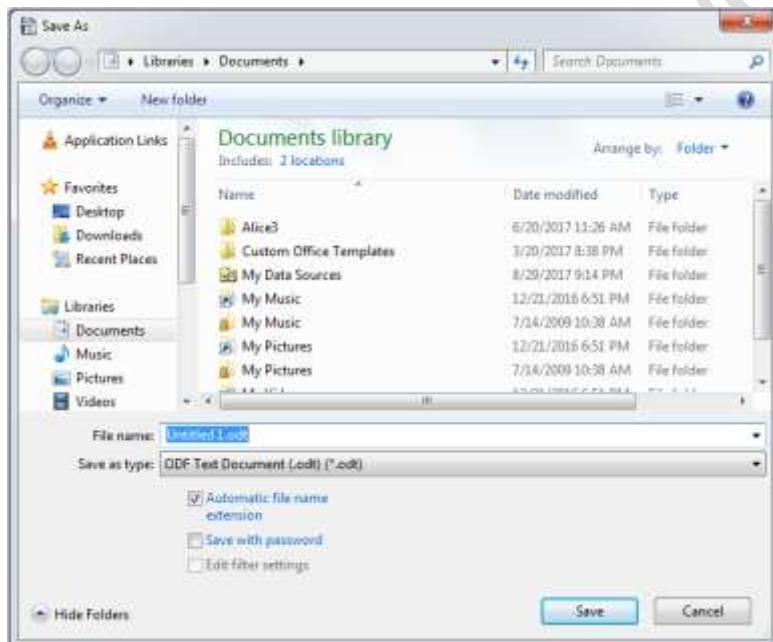 Save As
Libraries ▸ Documents ▸
Search Documents
Organize ▾ New folder
Application Links
Favorites
Desktop
Downloads
Recent Places
Libraries
Documents
Music
Pictures
Videos
Documents library
Includes: 2 locations
Arrange by: Folder ▾
Name Date modified Type
Alice3 6/20/2017 11:26 AM File folder
Custom Office Templates 3/20/2017 8:38 PM File folder
My Data Sources 8/29/2017 9:14 PM File folder
My Music 12/21/2016 6:51 PM File folder
My Music 7/14/2009 10:38 AM File folder
My Pictures 12/21/2016 6:51 PM File folder
My Pictures 7/14/2009 10:38 AM File folder
File name: Untitled 1.odt
Save as type: ODF Text Document (.odt) (*.odt)
Automatic file name
extension
Save with password
Edit filter settings
Hide Folders
Save
Cancel